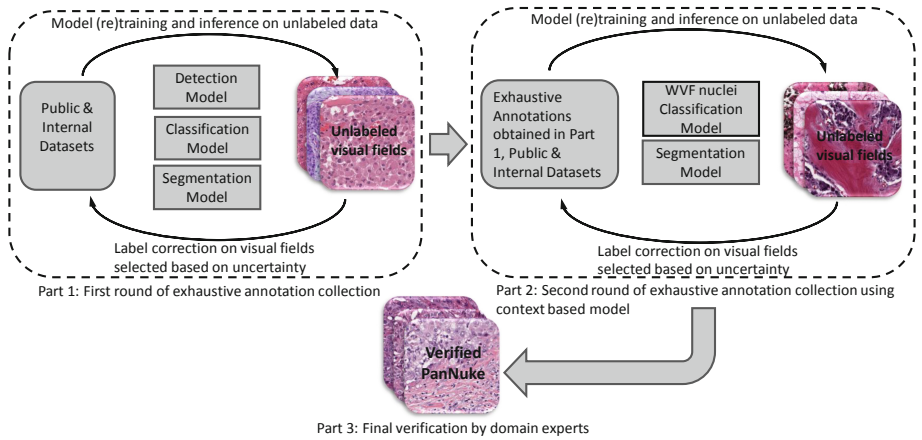 Model (re)training and inference on unlabeled data
Public &
Internal
Datasets
Detection
Model
Classification
Model
Segmentation
Model
Unlabeled
visual fields
Label correction on visual fields
selected based on uncertainty
Part 1: First round of exhaustive annotation collection
Model (re)training and inference on unlabeled data
Exhaustive
Annotations
obtained in Part
1, Public &
Internal Datasets
WVF nuclei
Classification
Model
Segmentation
Model
Unlabeled
visual fields
Label correction on visual fields
selected based on uncertainty
Part 2: Second round of exhaustive annotation collection using
context based model
Verified
PanNuke
Part 3: Final verification by domain experts